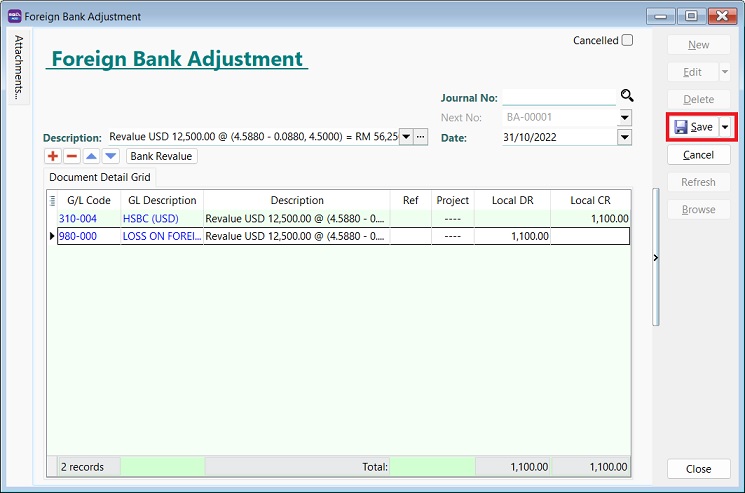 Foreign Bank Adjustment
Attachments...
Foreign Bank Adjustment
Cancelled
Journal No:
Next No: BA-00001
Description: Revalue USD 12,500.00 @ (4.5880 - 0.0880, 4.5000) = RM 56,25
Date: 31/10/2022
Bank Revalue
Document Detail Grid
G/L Code GL Description Description Ref Project Local DR Local CR
310-004 HSBC (USD) Revalue USD 12,500.00 @ (4.5880 - 0.... ---- 1,100.00
980-000 LOSS ON FOREI... Revalue USD 12,500.00 @ (4.5880 - 0.... ---- 1,100.00
2 records Total: 1,100.00 1,100.00
New
Edit
Delete
Save
Cancel
Refresh
Browse
Close